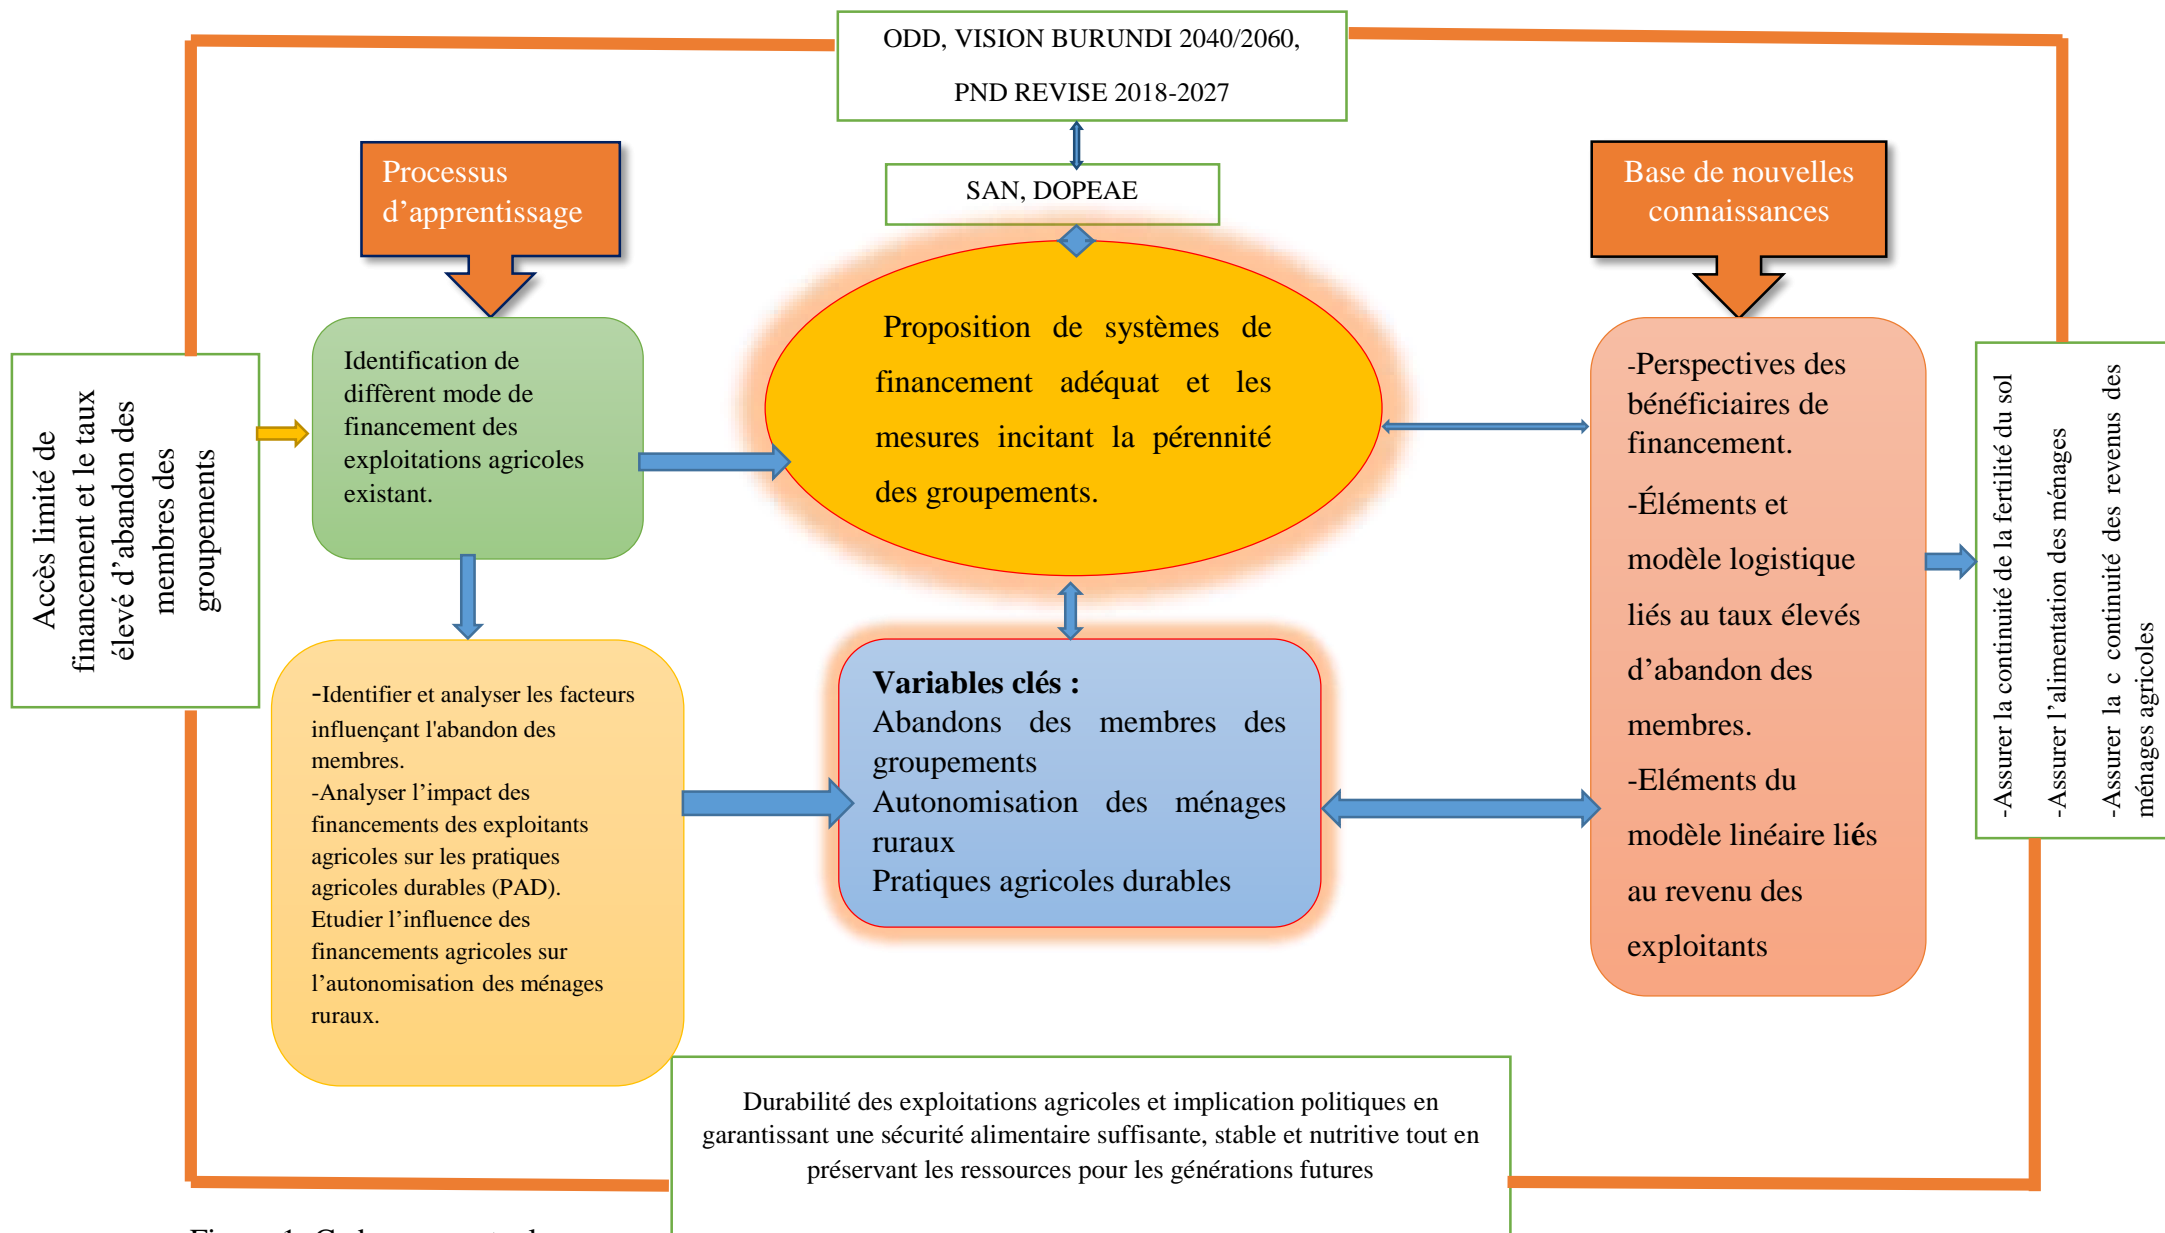 ODD, VISION BURUNDI 2040/2060,
PND REVISE 2018-2027
SAN, DOPEAE
Processus
d’apprentissage
Base de nouvelles
connaissances
Accès limité de
financement et le taux
élevé d’abandon des
membres des
groupements
Identification de
diffèrent mode de
financement des
exploitations agricoles
existant.
Proposition de systèmes de
financement adéquat et les
mesures incitant la pérennité
des groupements.
-Perspectives des
bénéficiaires de
financement.
-Éléments et
modèle logistique
liés au taux élevés
d’abandon des
membres.
-Eléments du
modèle linéaire liés
au revenu des
exploitants
-Assurer la continuité de la fertilité du sol
-Assurer l’alimentation des ménages
-Assurer la c continuité des revenus des
ménages agricoles
-Identifier et analyser les facteurs
influençant l'abandon des
membres.
-Analyser l’impact des
financements des exploitants
agricoles sur les pratiques
agricoles durables (PAD).
Etudier l’influence des
financements agricoles sur
l’autonomisation des ménages
ruraux.
Variables clés :
Abandons des membres des
groupements
Autonomisation des ménages
ruraux
Pratiques agricoles durables
Durabilité des exploitations agricoles et implication politiques en
garantissant une sécurité alimentaire suffisante, stable et nutritive tout en
préservant les ressources pour les générations futures